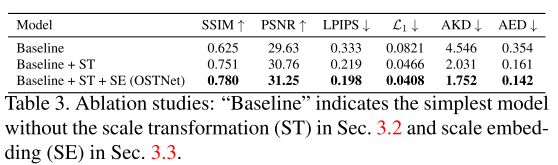 Model SSIM ↑ PSNR ↑ LPIPS ↓ L₁ ↓ AKD ↓ AED ↓
Baseline 0.625 29.63 0.333 0.0821 4.546 0.354
Baseline + ST 0.751 30.76 0.219 0.0466 2.031 0.161
Baseline + ST + SE (OSTNet) 0.780 31.25 0.198 0.0408 1.752 0.142
Table 3. Ablation studies: “Baseline” indicates the simplest model
without the scale transformation (ST) in Sec. 3.2 and scale embed-
ding (SE) in Sec. 3.3.